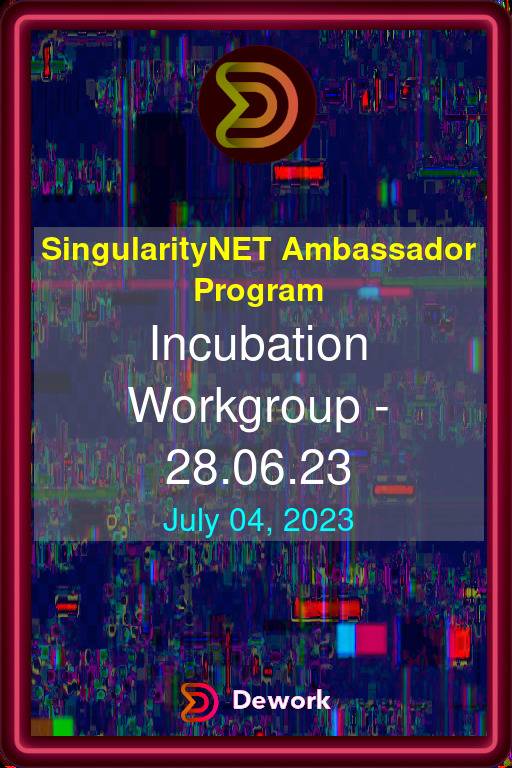 SingularityNET Ambassador
Program
Incubation
Workgroup -
28.06.23
July 04, 2023
Dework